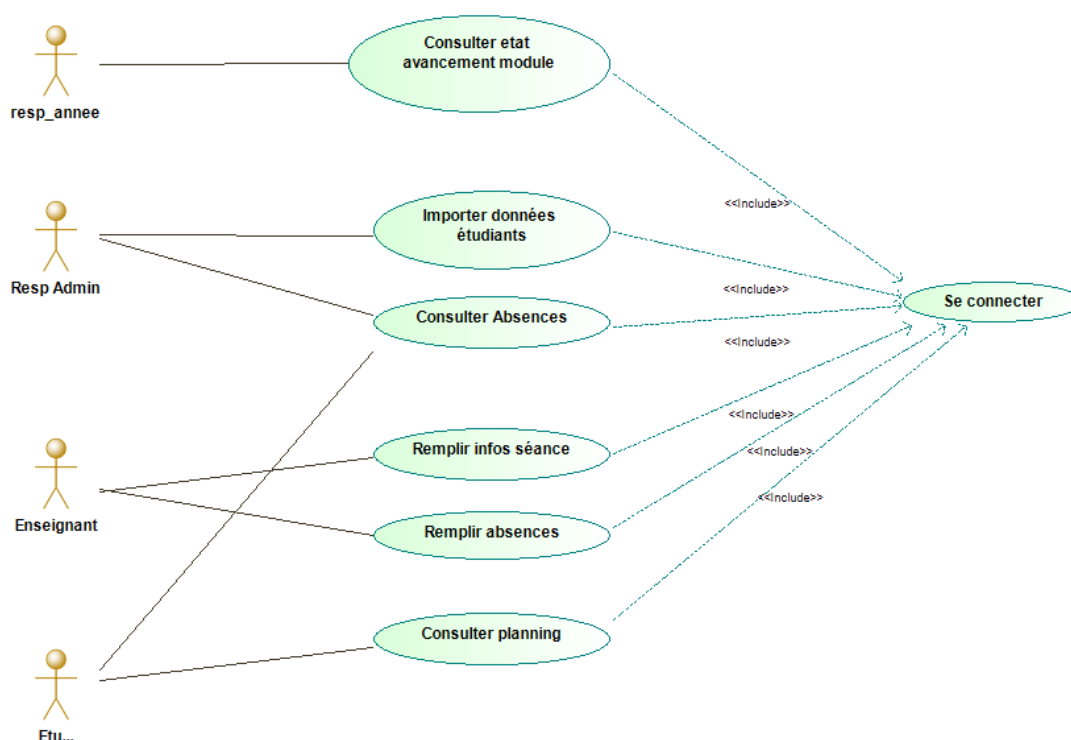 Consulter etat
avancement module
resp_annee
<<Include>>
Importer données
étudiants
Resp Admin
<<Include>>
Se connecter
Consulter Absences
<<Include>>
<<Include>>
Remplir infos séance
<<Include>>
<<Include>>
Enseignant
Remplir absences
Consulter planning
Etu...